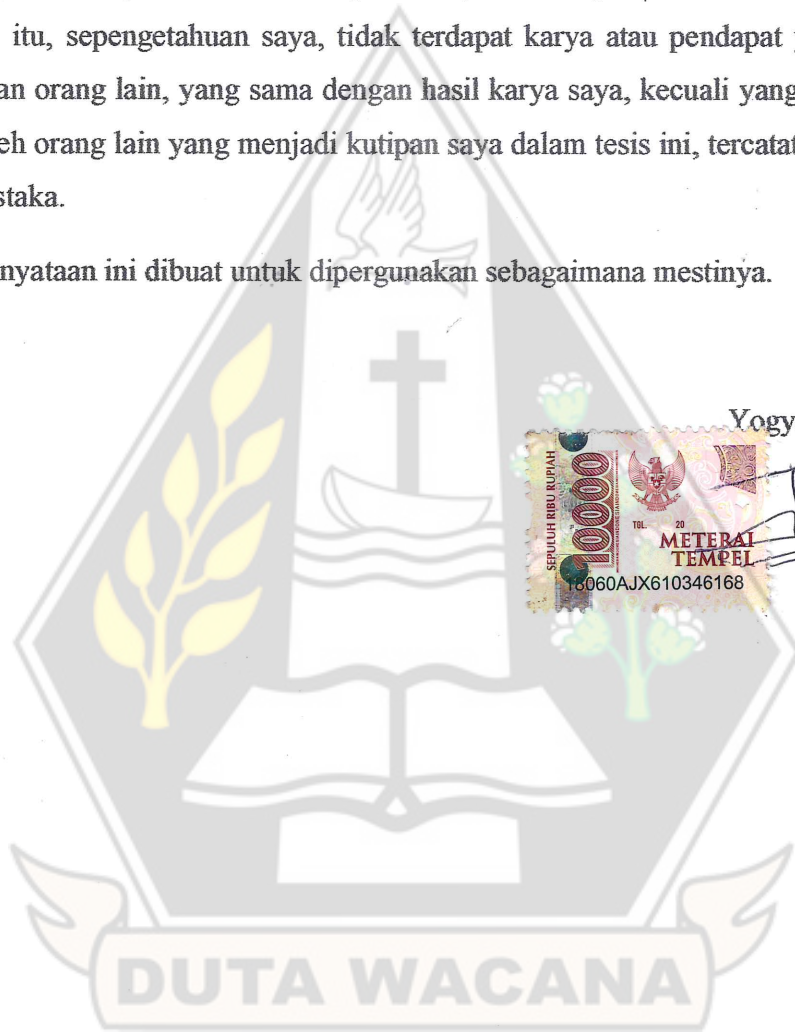 itu, sepengetahuan saya, tidak terdapat karya atau pendapat
an orang lain, yang sama dengan hasil karya saya, kecuali yang
eh orang lain yang menjadi kutipan saya dalam tesis ini, tercatat
staka.
nyataan ini dibuat untuk dipergunakan sebagaimana mestinya.
Yogy
SEPULUH RIBU RUPIAH
10000
TGL. 20
METERAI
TEMPEL
18060AJX610346168
DUTA WACANA